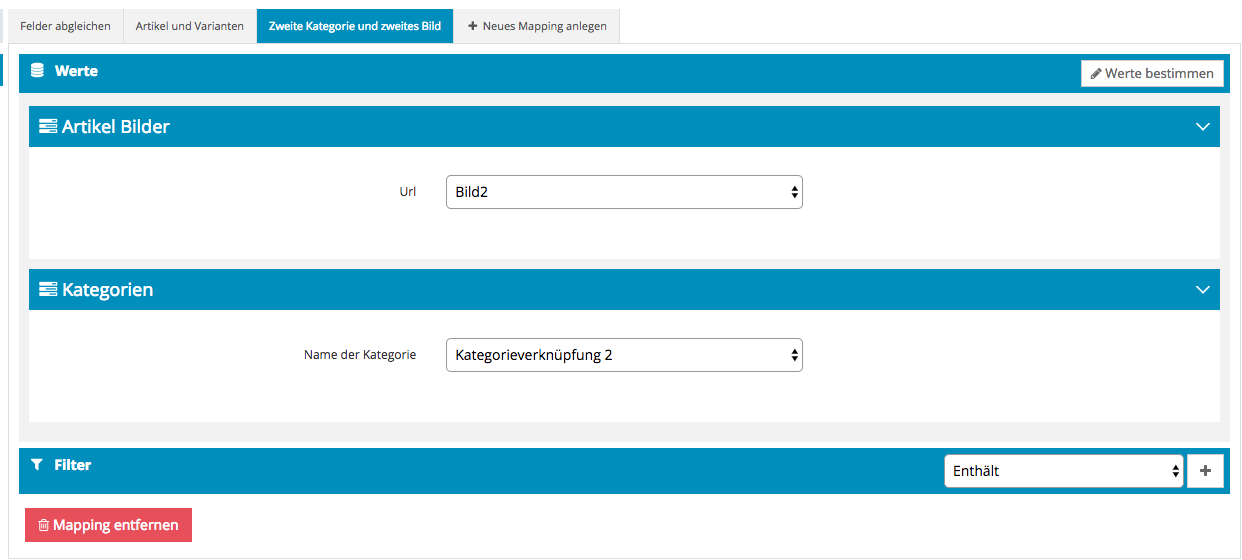 Felder abgleichen Artikel und Varianten Zweite Kategorie und zweites Bild + Neues Mapping anlegen
Werte Werte bestimmen
Artikel Bilder
Url Bild2
Kategorien
Name der Kategorie Kategorieverknüpfung 2
Filter Enthält +
Mapping entfernen